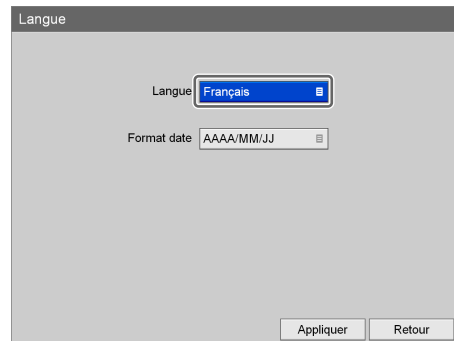 Langue
Langue Français
Format date AAAA/MM/JJ
Appliquer Retour